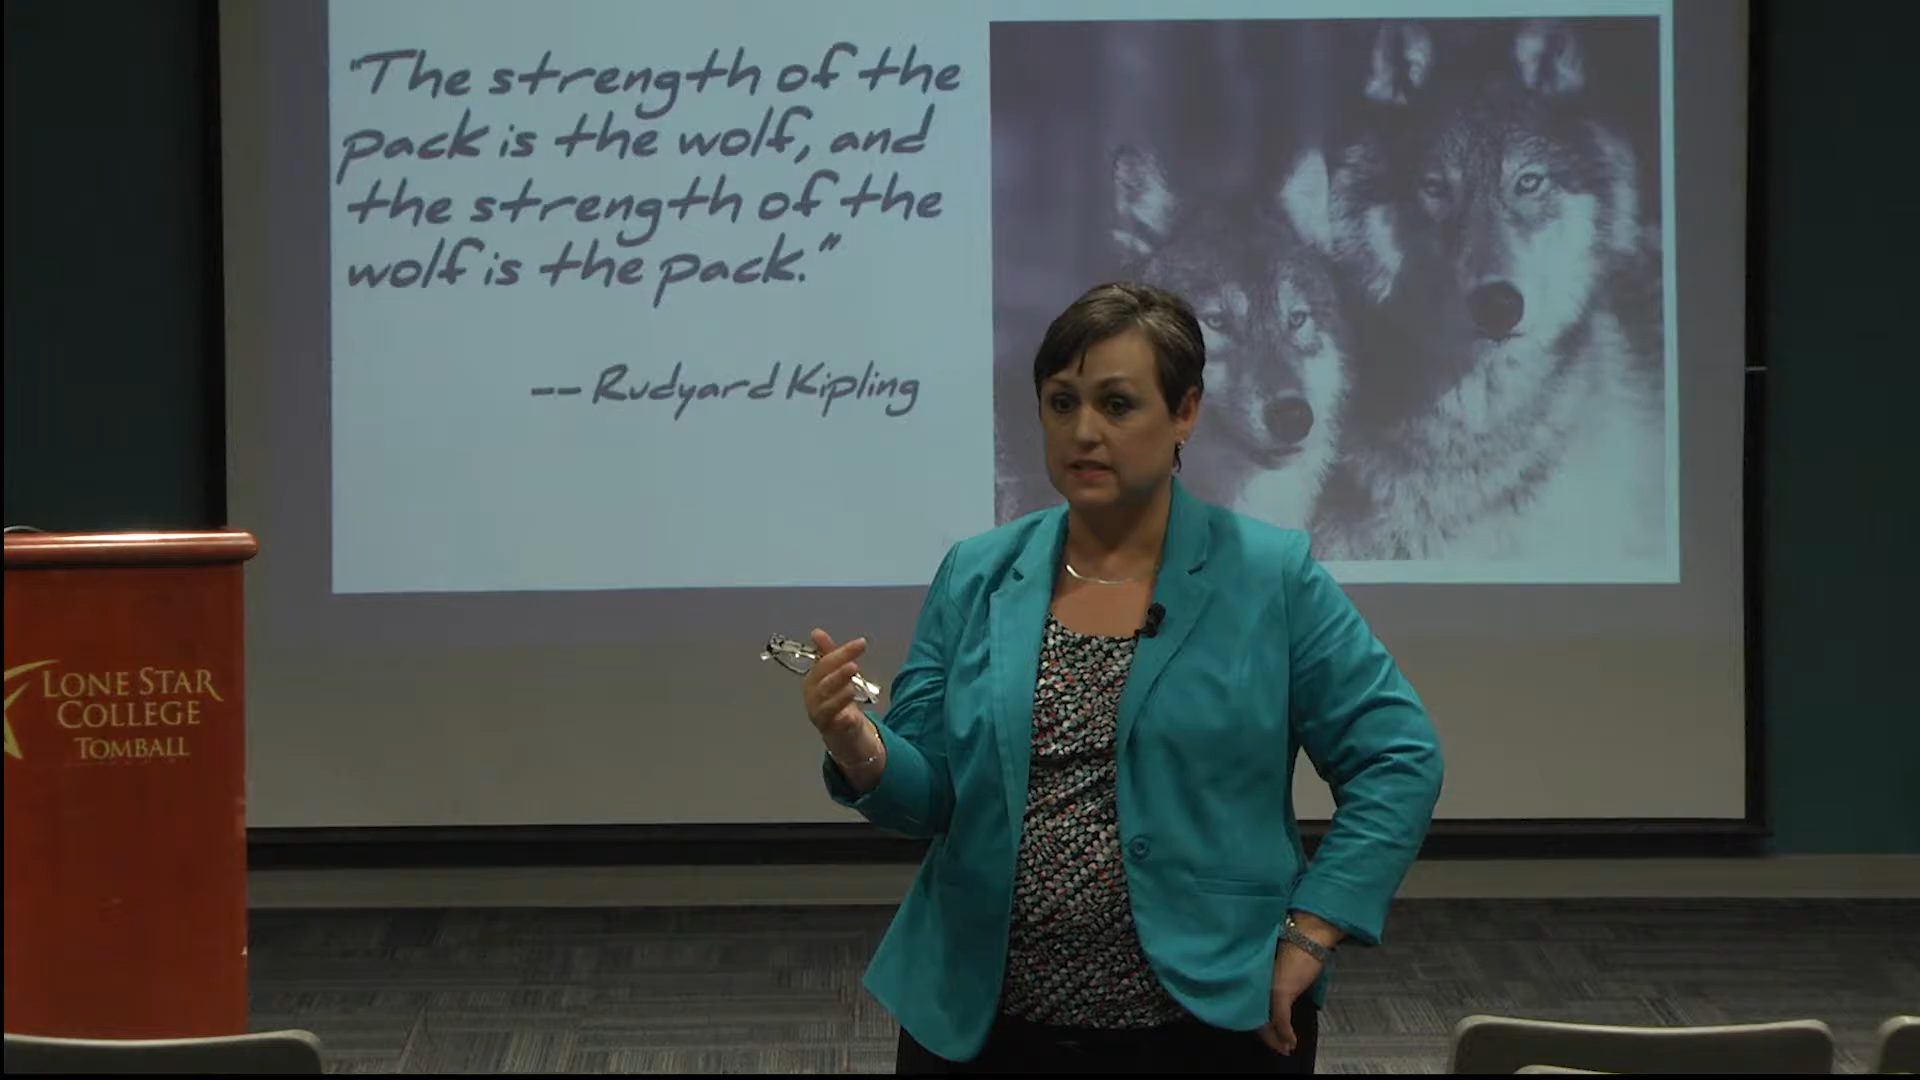 "The strength of the
pack is the wolf, and
the strength of the
wolf is the pack."
-- Rudyard Kipling
LONE STAR
COLLEGE
TOMBALL